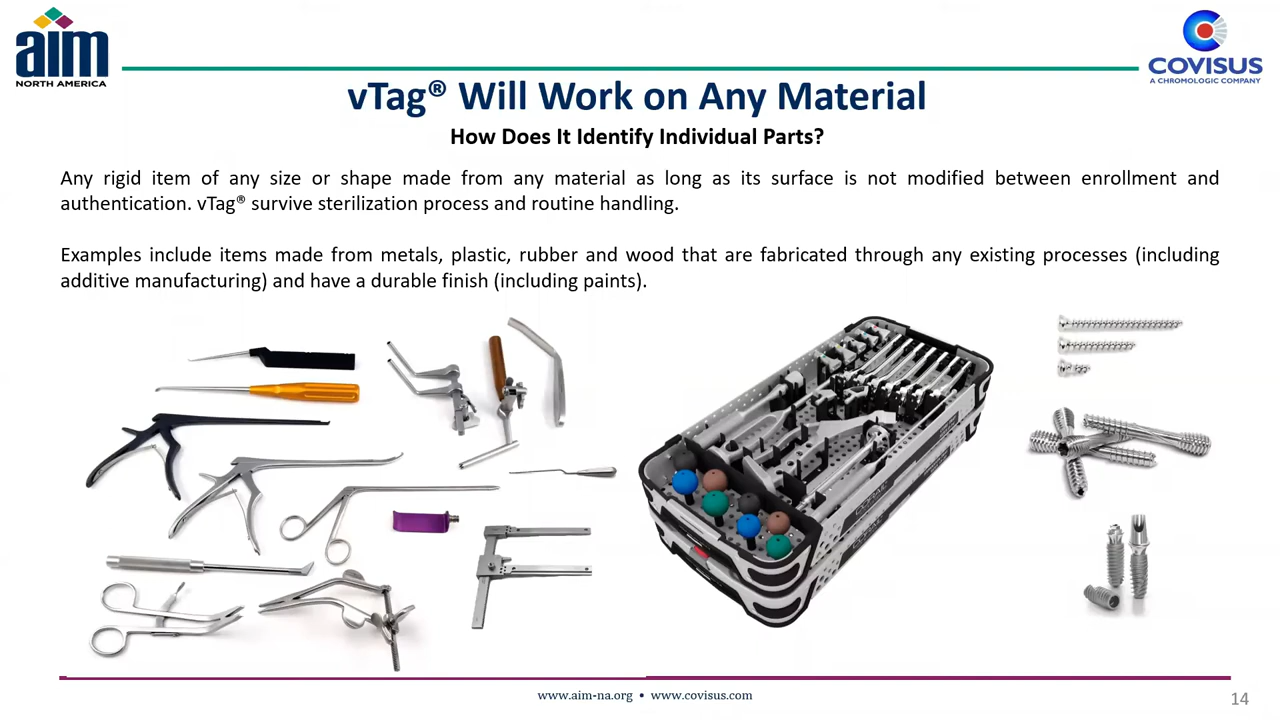 aim
NORTH AMERICA
COVISUS
A CHROMOLOGIC COMPANY
vTag® Will Work on Any Material
How Does It Identify Individual Parts?
Any rigid item of any size or shape made from any material as long as its surface is not modified between enrollment and
authentication. vTag® survive sterilization process and routine handling.
Examples include items made from metals, plastic, rubber and wood that are fabricated through any existing processes (including
additive manufacturing) and have a durable finish (including paints).
CORAIL
CORAIL
www.aim-na.org • www.covisus.com
14